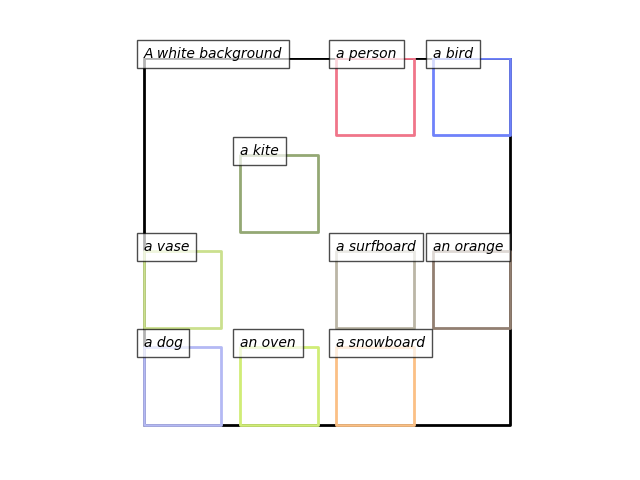 A white background
a person
a bird
a kite
a vase
a surfboard
an orange
a dog
an oven
a snowboard